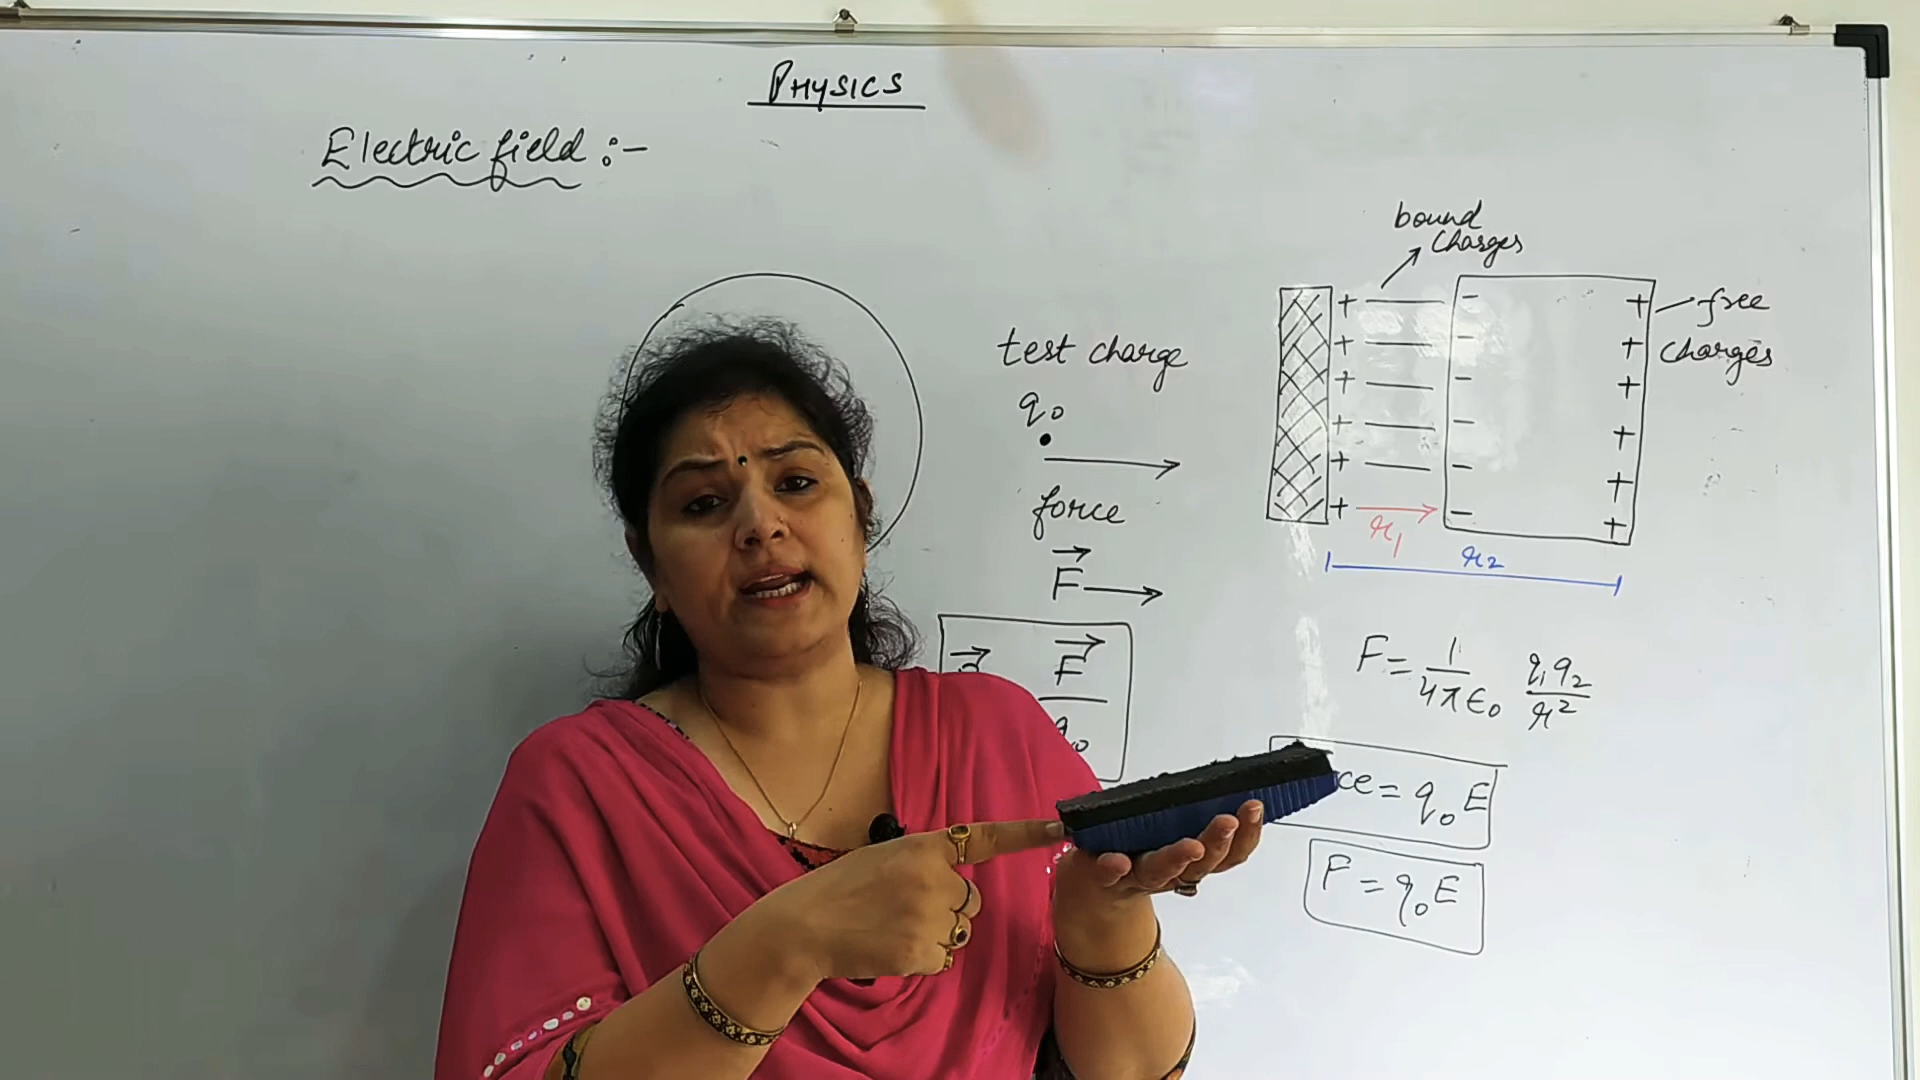 PHYSICS
Electric field :-
test charge
q₀
force
F
F
bound
charges
+ −
+ −
+ −
+ −
+ −
+ −
+
+
+
+
+
+
free
charges
r₁
r₂
F = 1/4πϵ₀ q₁q₂/r²
ce = q₀E
F = q₀E